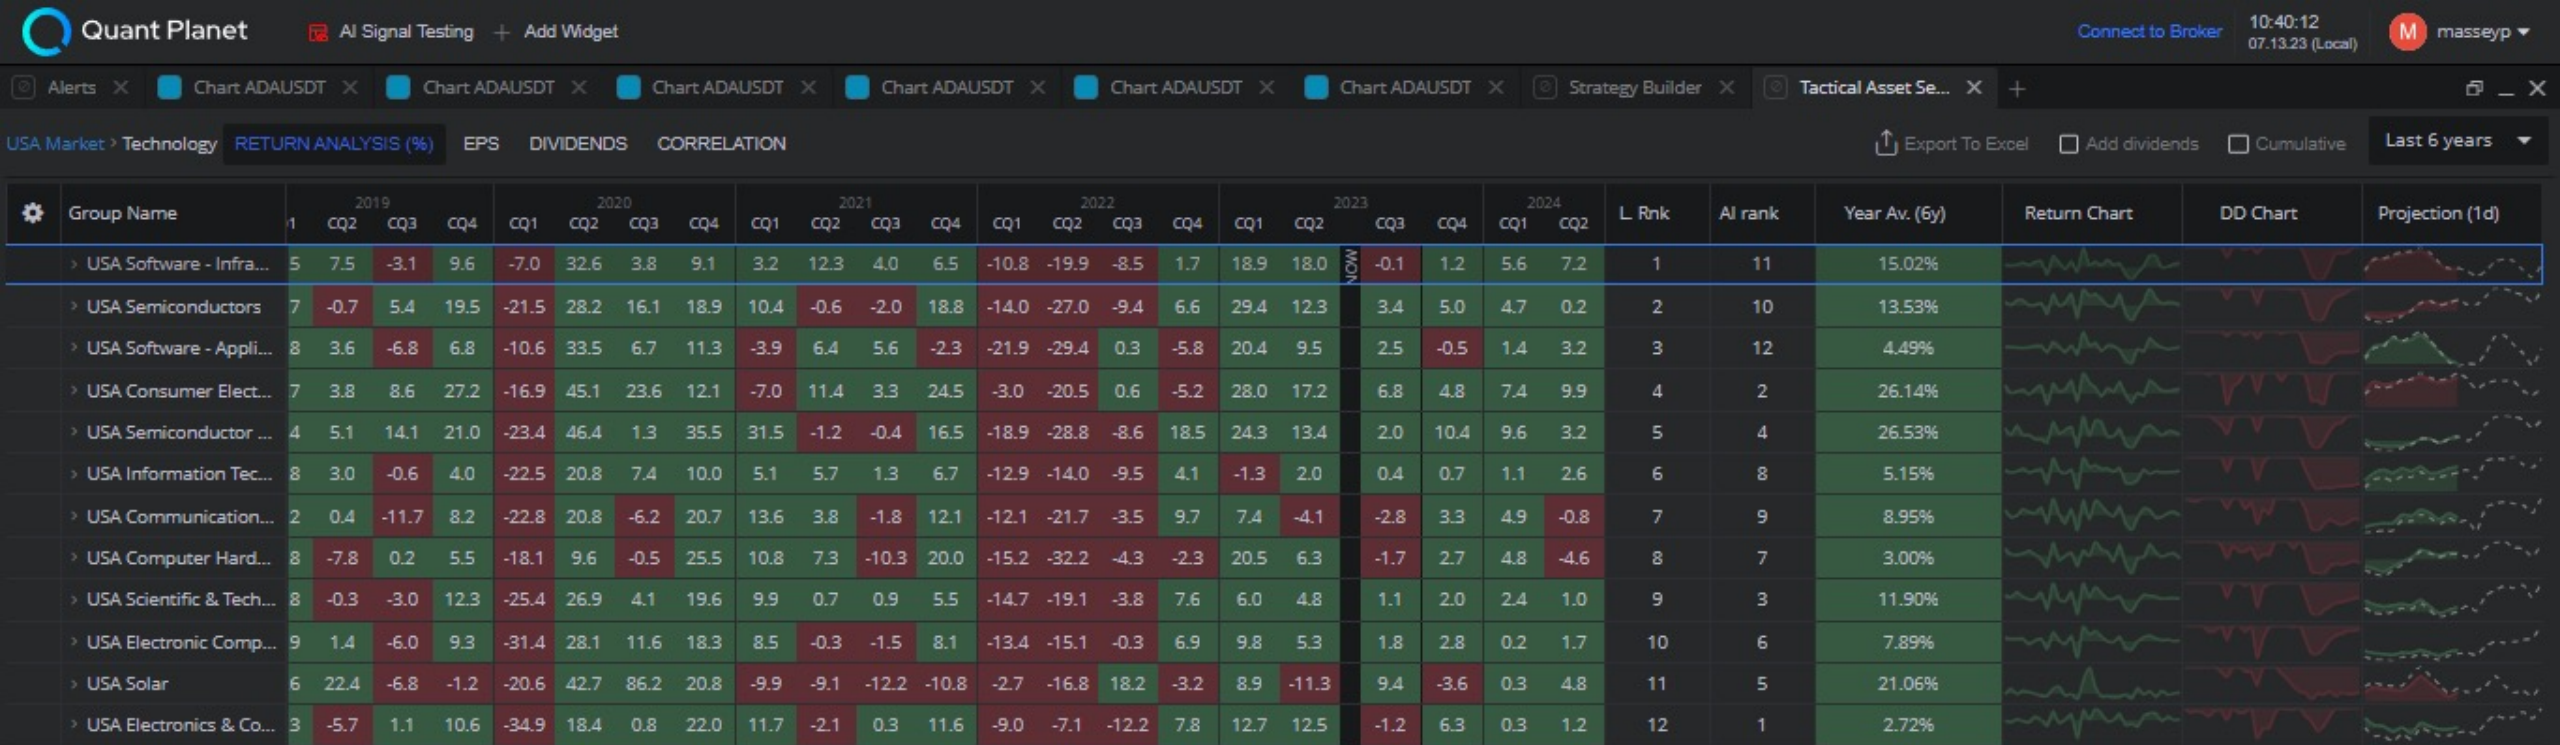 Quant Planet AI Signal Testing + Add Widget Connect to Broker 10:40:12 M masseyp
07.13.23 (Local)
Alerts Chart ADAUSDT Chart ADAUSDT Chart ADAUSDT Chart ADAUSDT Chart ADAUSDT Chart ADAUSDT Strategy Builder Tactical Asset Se...
USA Market > Technology RETURN ANALYSIS (%) EPS DIVIDENDS CORRELATION Export To Excel Add dividends Cumulative Last 6 years
2019 2020 2021 2022 2023 2024
Group Name 1 CQ2 CQ3 CQ4 CQ1 CQ2 CQ3 CQ4 CQ1 CQ2 CQ3 CQ4 CQ1 CQ2 CQ3 CQ4 CQ1 CQ2 CQ3 CQ4 CQ1 CQ2 L. Rnk AI rank Year Av. (6y) Return Chart DD Chart Projection (1d)
USA Software - Infra... 5 7.5 -3.1 9.6 -7.0 32.6 3.8 9.1 3.2 12.3 4.0 6.5 -10.8 -19.9 -8.5 1.7 18.9 18.0 NOW -0.1 1.2 5.6 7.2 1 11 15.02%
USA Semiconductors 7 -0.7 5.4 19.5 -21.5 28.2 16.1 18.9 10.4 -0.6 -2.0 18.8 -14.0 -27.0 -9.4 6.6 29.4 12.3 3.4 5.0 4.7 0.2 2 10 13.53%
USA Software - Appli... 8 3.6 -6.8 6.8 -10.6 33.5 6.7 11.3 -3.9 6.4 5.6 -2.3 -21.9 -29.4 0.3 -5.8 20.4 9.5 2.5 -0.5 1.4 3.2 3 12 4.49%
USA Consumer Elect... 7 3.8 8.6 27.2 -16.9 45.1 23.6 12.1 -7.0 11.4 3.3 24.5 -3.0 -20.5 0.6 -5.2 28.0 17.2 6.8 4.8 7.4 9.9 4 2 26.14%
USA Semiconductor ... 4 5.1 14.1 21.0 -23.4 46.4 1.3 35.5 31.5 -1.2 -0.4 16.5 -18.9 -28.8 -8.6 18.5 24.3 13.4 2.0 10.4 9.6 3.2 5 4 26.53%
USA Information Tec... 8 3.0 -0.6 4.0 -22.5 20.8 7.4 10.0 5.1 5.7 1.3 6.7 -12.9 -14.0 -9.5 4.1 -1.3 2.0 0.4 0.7 1.1 2.6 6 8 5.15%
USA Communication... 2 0.4 -11.7 8.2 -22.8 20.8 -6.2 20.7 13.6 3.8 -1.8 12.1 -12.1 -21.7 -3.5 9.7 7.4 -4.1 -2.8 3.3 4.9 -0.8 7 9 8.95%
USA Computer Hard... 8 -7.8 0.2 5.5 -18.1 9.6 -0.5 25.5 10.8 7.3 -10.3 20.0 -15.2 -32.2 -4.3 -2.3 20.5 6.3 -1.7 2.7 4.8 -4.6 8 7 3.00%
USA Scientific & Tech... 8 -0.3 -3.0 12.3 -25.4 26.9 4.1 19.6 9.9 0.7 0.9 5.5 -14.7 -19.1 -3.8 7.6 6.0 4.8 1.1 2.0 2.4 1.0 9 3 11.90%
USA Electronic Comp... 9 1.4 -6.0 9.3 -31.4 28.1 11.6 18.3 8.5 -0.3 -1.5 8.1 -13.4 -15.1 -0.3 6.9 9.8 5.3 1.8 2.8 0.2 1.7 10 6 7.89%
USA Solar 6 22.4 -6.8 -1.2 -20.6 42.7 86.2 20.8 -9.9 -9.1 -12.2 -10.8 -2.7 -16.8 18.2 -3.2 8.9 -11.3 9.4 -3.6 0.3 4.8 11 5 21.06%
USA Electronics & Co... 3 -5.7 1.1 10.6 -34.9 18.4 0.8 22.0 11.7 -2.1 0.3 11.6 -9.0 -7.1 -12.2 7.8 12.7 12.5 -1.2 6.3 0.3 1.2 12 1 2.72%